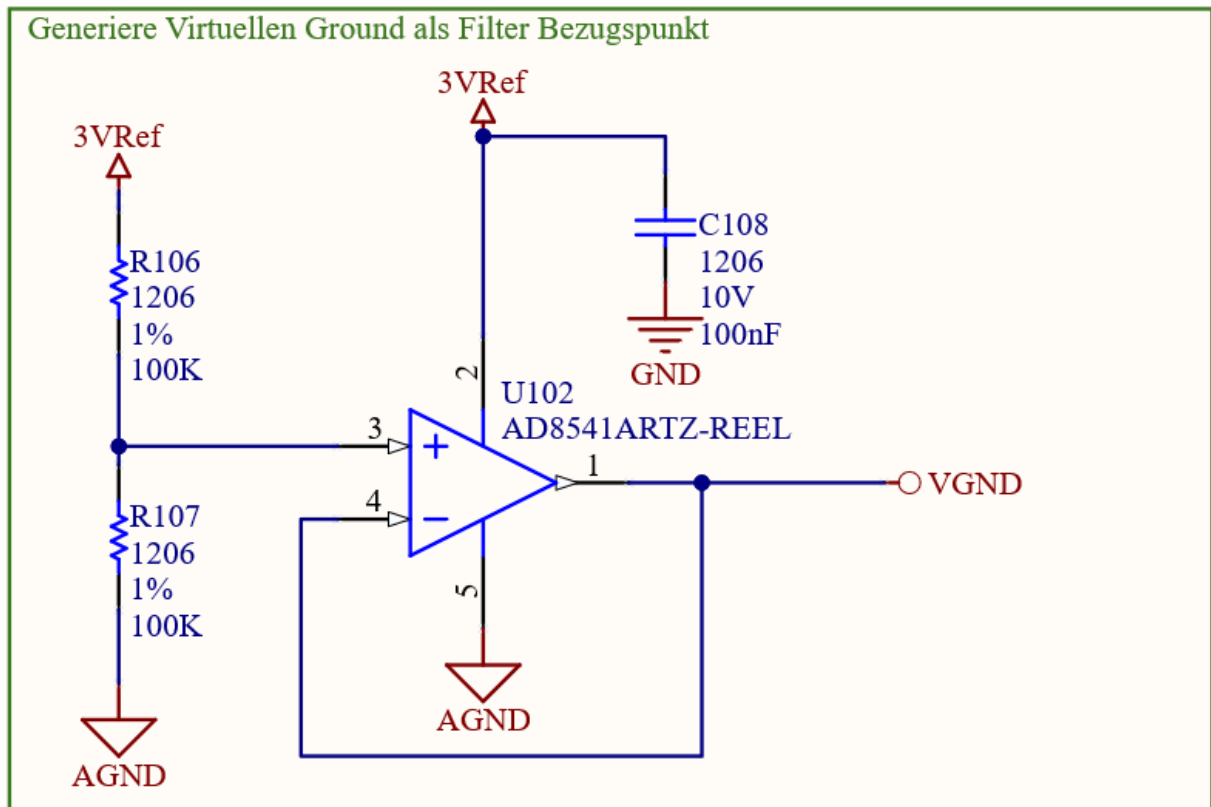 Generiere Virtuellen Ground als Filter Bezugspunkt
3VRef
3VRef
R106
1206
1%
100K
C108
1206
10V
100nF
GND
2
U102
AD8541ARTZ-REEL
3
+
1
VGND
4
−
R107
1206
1%
100K
5
AGND
AGND